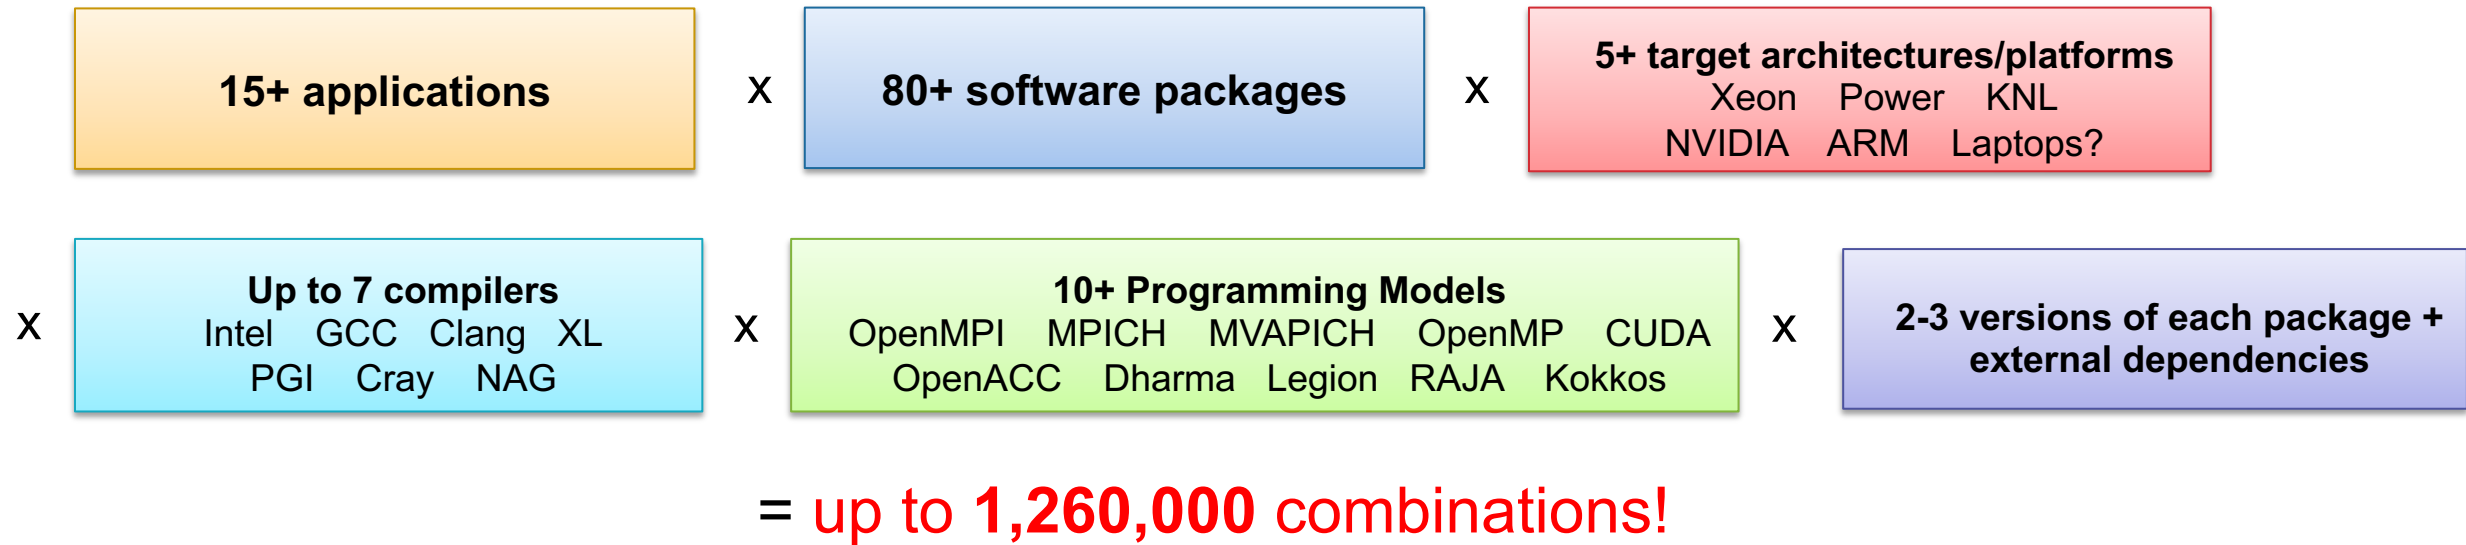 15+ applications
x
80+ software packages
x
5+ target architectures/platforms
Xeon Power KNL
NVIDIA ARM Laptops?
x
Up to 7 compilers
Intel GCC Clang XL
PGI Cray NAG
x
10+ Programming Models
OpenMPI MPICH MVAPICH OpenMP CUDA
OpenACC Dharma Legion RAJA Kokkos
x
2-3 versions of each package +
external dependencies
= up to 1,260,000 combinations!